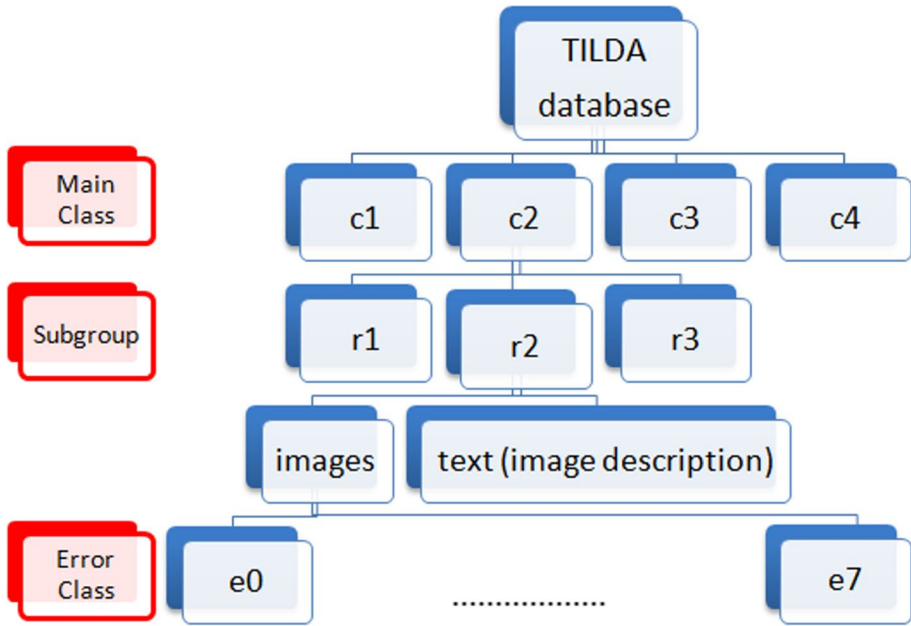 TILDA
database
Main
Class
c1
c2
c3
c4
Subgroup
r1
r2
r3
images
text (image description)
Error
Class
e0
..................
e7